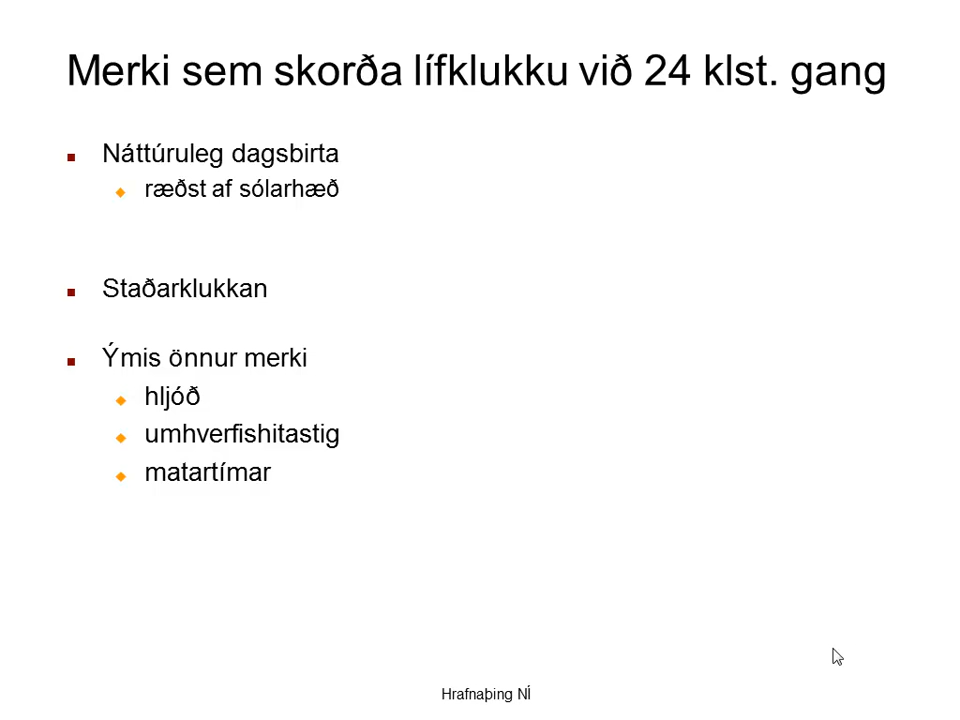 Merki sem skorða lífklukku við 24 klst. gang
Náttúruleg dagsbirta
ræðst af sólarhæð
Staðarklukkan
Ýmis önnur merki
hljóð
umhverfishitastig
matartímar
Hrafnaþing NÍ